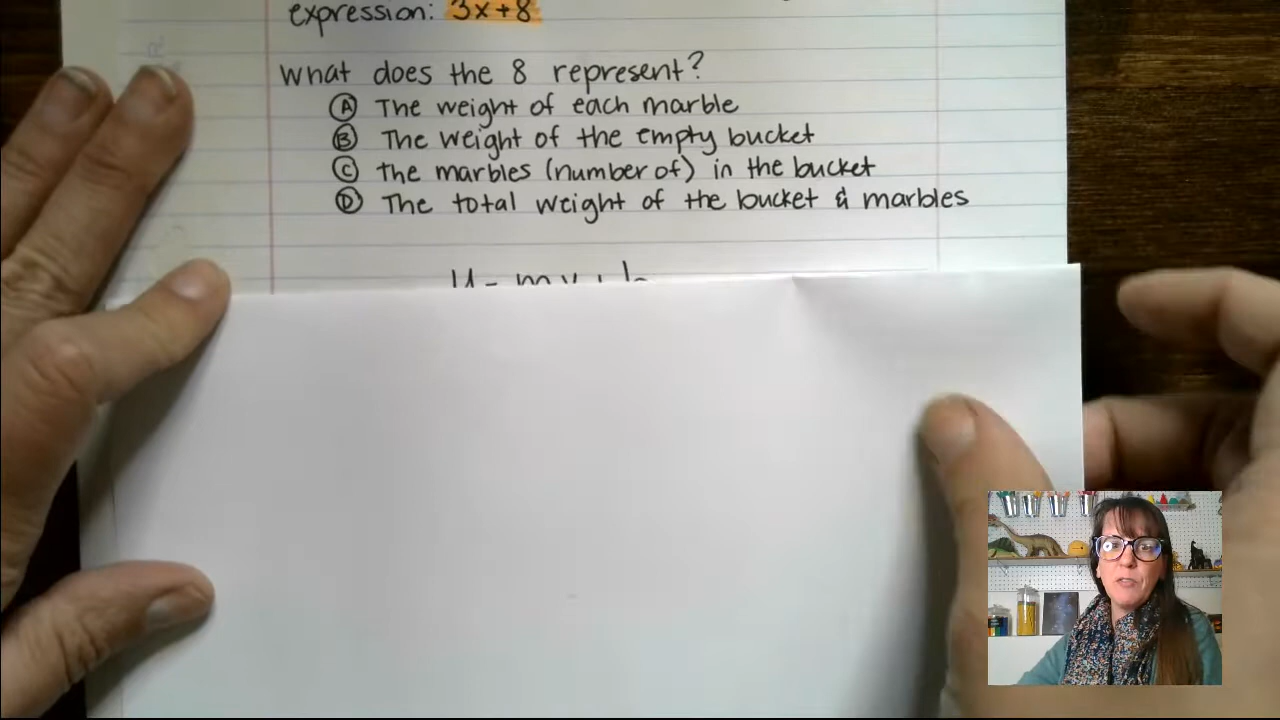 expression: 3x+8
What does the 8 represent?
A The weight of each marble
B The weight of the empty bucket
C the marbles (number of) in the bucket
D The total weight of the bucket & marbles